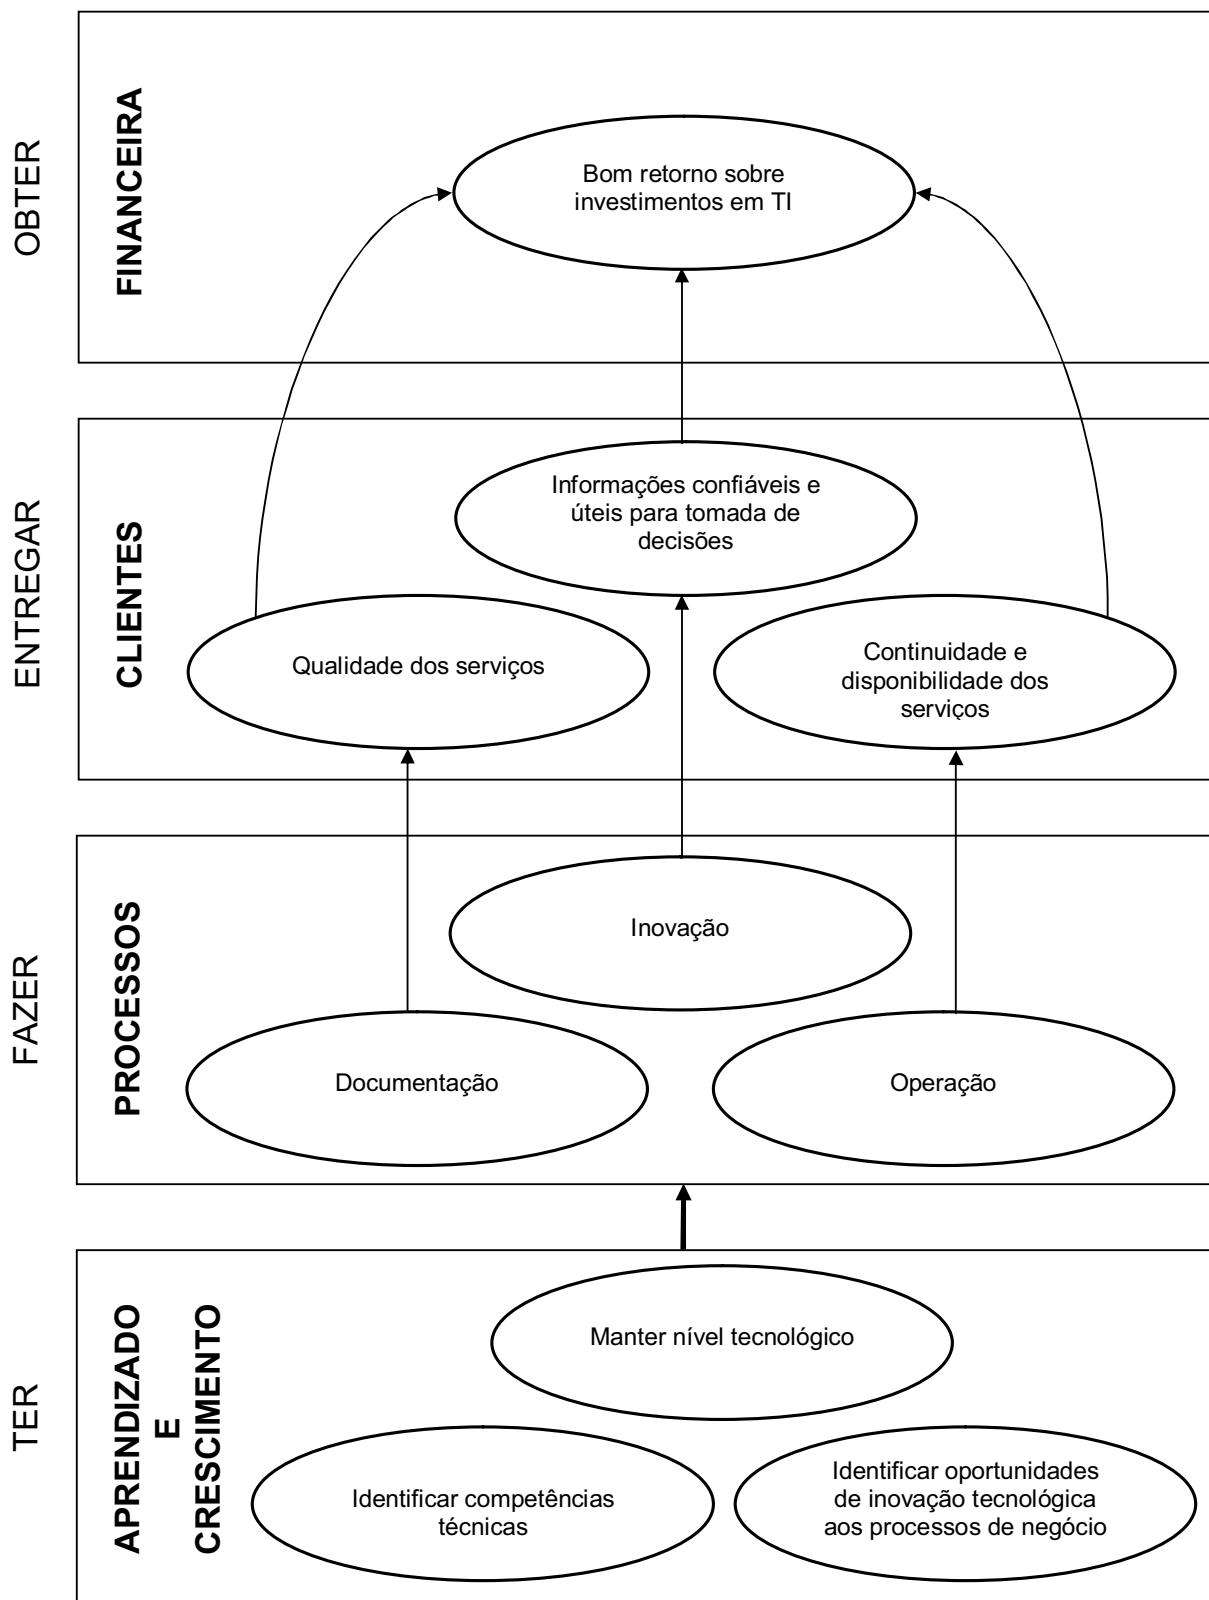 OBTER
FINANCEIRA
Bom retorno sobre
investimentos em TI
ENTREGAR
CLIENTES
Informações confiáveis e
úteis para tomada de
decisões
Qualidade dos serviços
Continuidade e
disponibilidade dos
serviços
FAZER
PROCESSOS
Inovação
Documentação
Operação
TER
APRENDIZADO
E
CRESCIMENTO
Manter nível tecnológico
Identificar competências
técnicas
Identificar oportunidades
de inovação tecnológica
aos processos de negócio